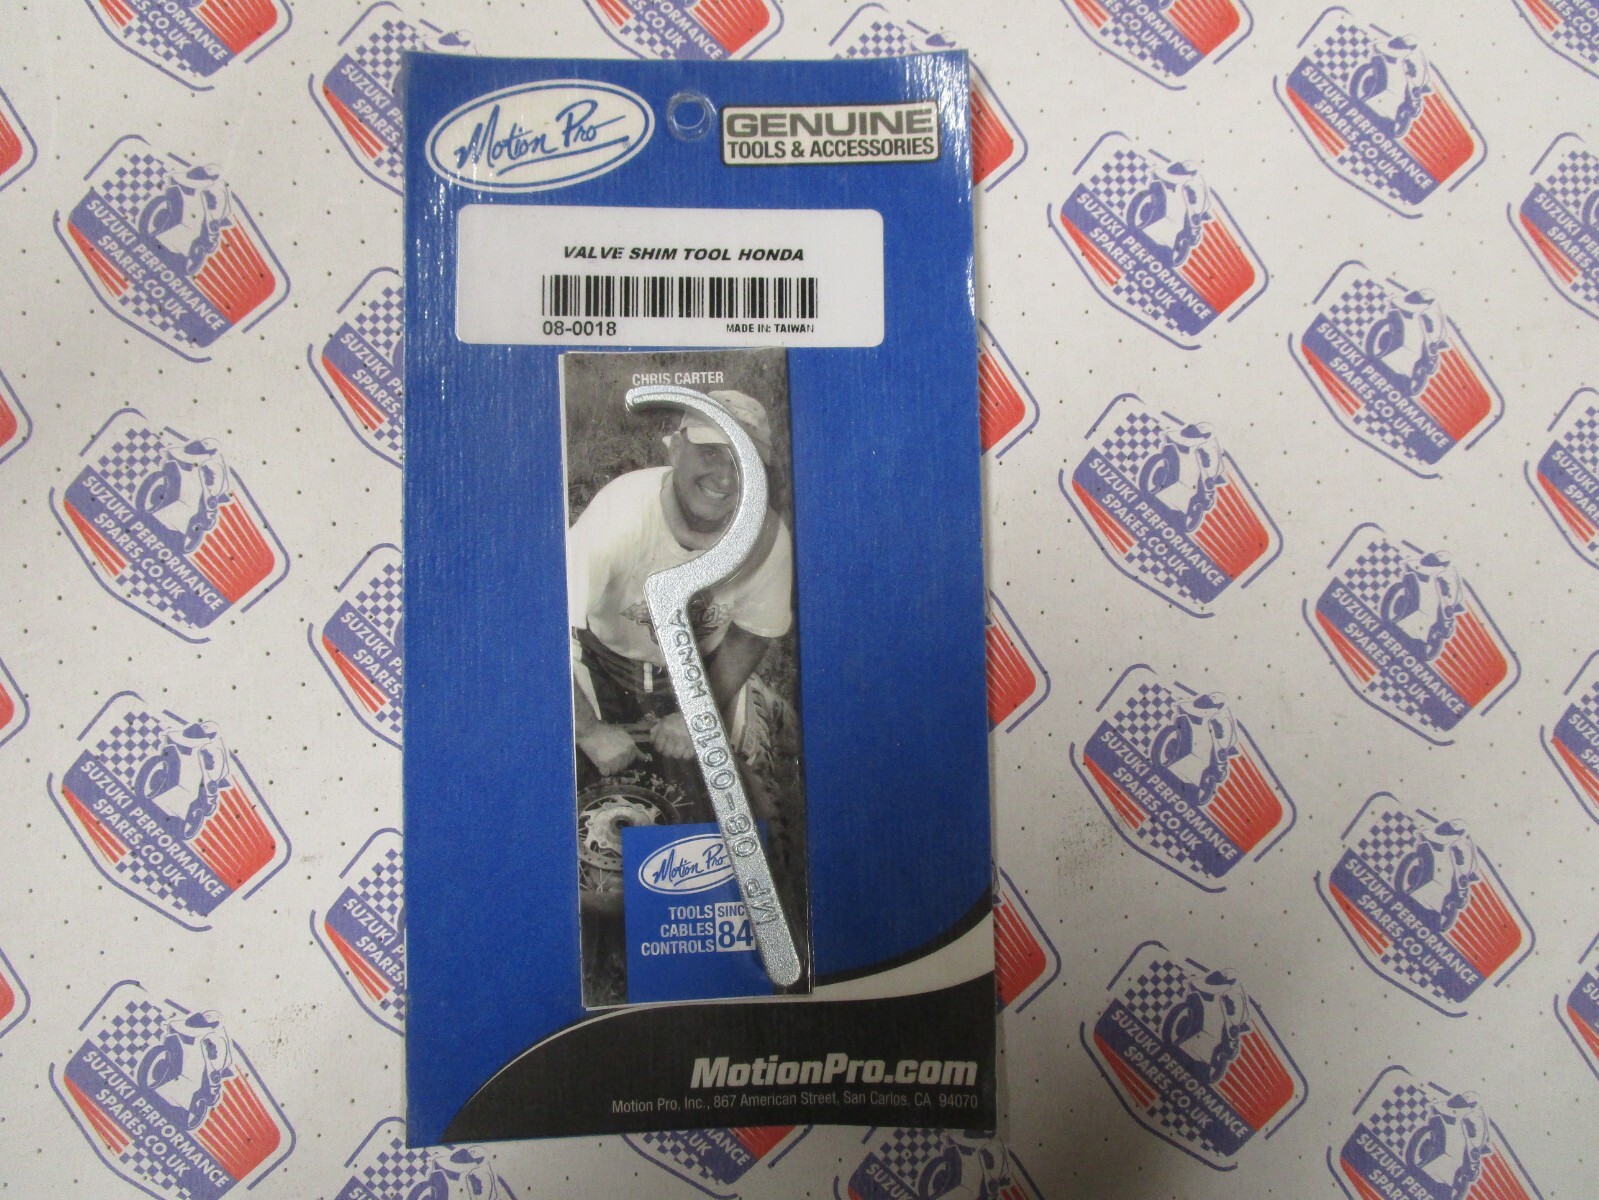 Motion Pro
GENUINE
TOOLS & ACCESSORIES
VALVE SHIM TOOL HONDA
08-0018
MADE IN: TAIWAN
CHRIS CARTER
MP 08-0018 HONDA
Motion Pro
TOOLS
CABLES
CONTROLS
84
MotionPro.com
Motion Pro, Inc., 867 American Street, San Carlos, CA 94070
SUZUKI PERFORMANCE
SPARES.CO.UK